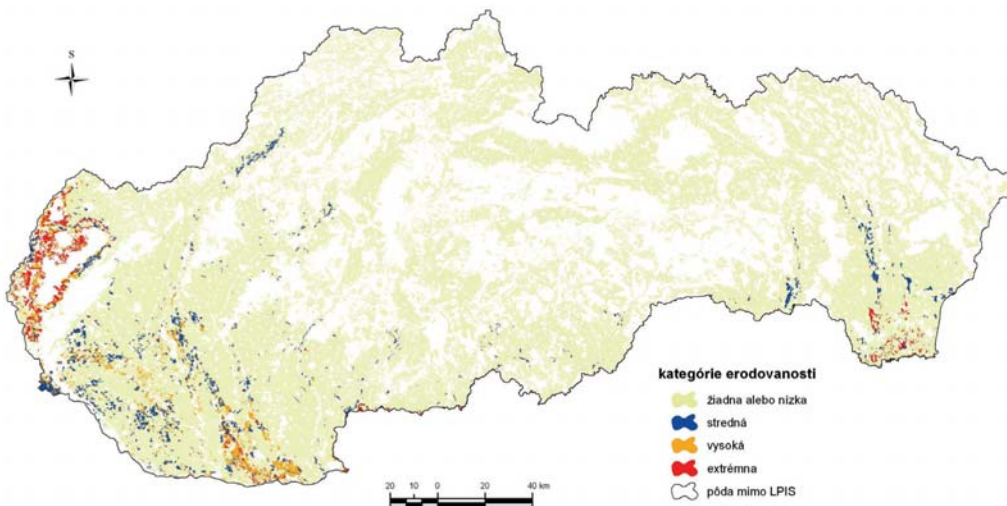 S
kategórie erodovanosti
žiadna alebo nízka
stredná
vysoká
extrémna
pôda mimo LPIS
20 10 0 20 40 km